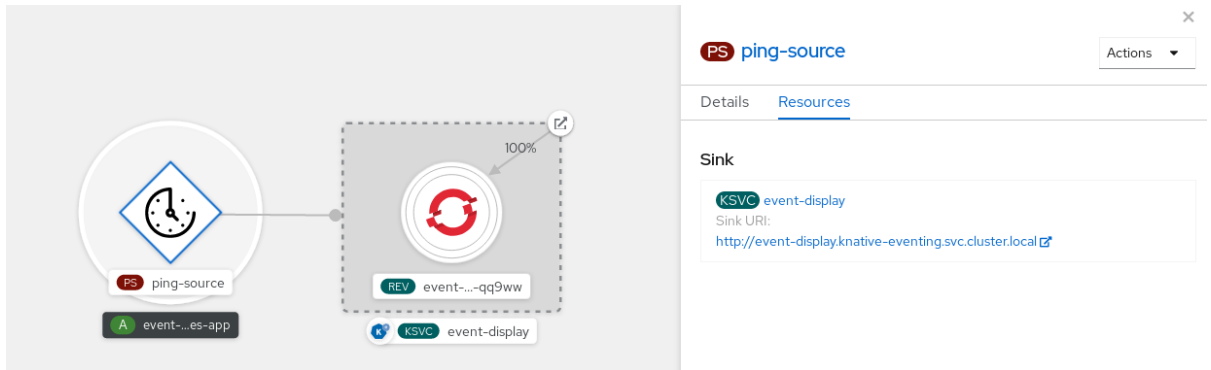 PS ping-source
Actions
Details Resources
Sink
KSVC event-display
Sink URI:
http://event-display.knative-eventing.svc.cluster.local
100%
PS ping-source
A event-...es-app
REV event-...-qq9ww
K
KSVC event-display